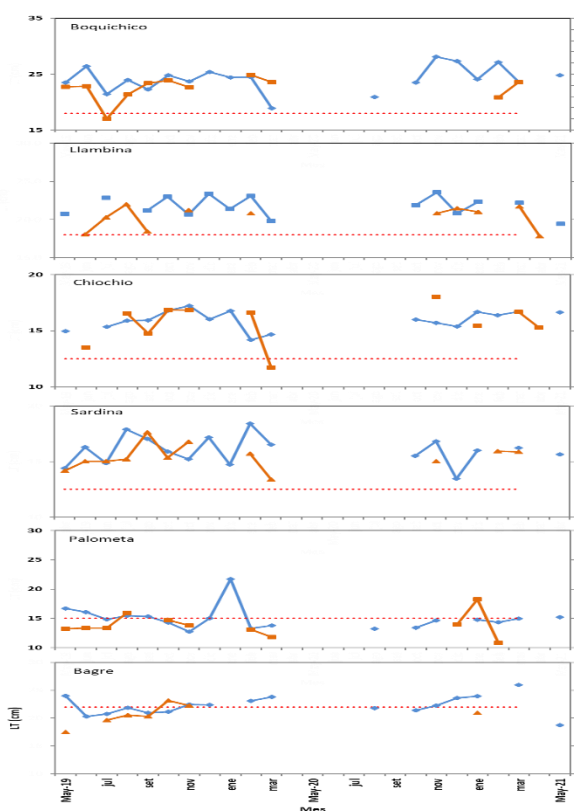 35
Boquichico
25
15
Llambina
20
Chiochio
15
10
Sardina
30
Palometa
25
20
15
10
Bagre
LT (cm)
May-19
jul
set
nov
ene
mar
May-20
jul
set
nov
ene
mar
May-21
Mes